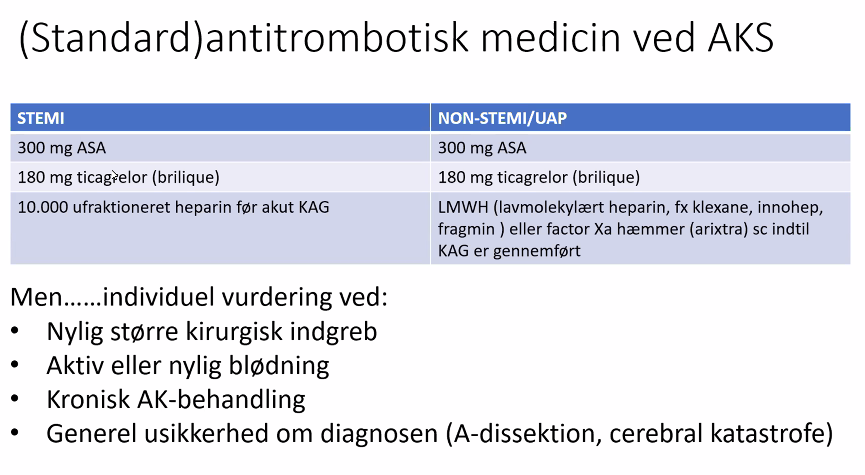 (Standard)antitrombotisk medicin ved AKS
STEMI
NON-STEMI/UAP
300 mg ASA
300 mg ASA
180 mg ticagrelor (brilique)
180 mg ticagrelor (brilique)
10.000 ufraktioneret heparin før akut KAG
LMWH (lavmolekylært heparin, fx klexane, innohep,
fragmin ) eller factor Xa hæmmer (arixtra) sc indtil
KAG er gennemført
Men......individuel vurdering ved:
• Nylig større kirurgisk indgreb
• Aktiv eller nylig blødning
• Kronisk AK-behandling
• Generel usikkerhed om diagnosen (A-dissektion, cerebral katastrofe)